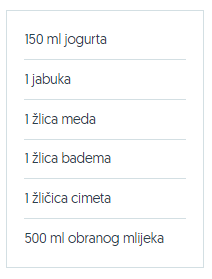 150 ml jogurta
1 jabuka
1 žlica meda
1 žlica badema
1 žličica cimeta
500 ml obranog mlijeka